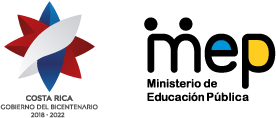 COSTA RICA
GOBIERNO DEL BICENTENARIO
2018 - 2022
mep
Ministerio de
Educación Pública